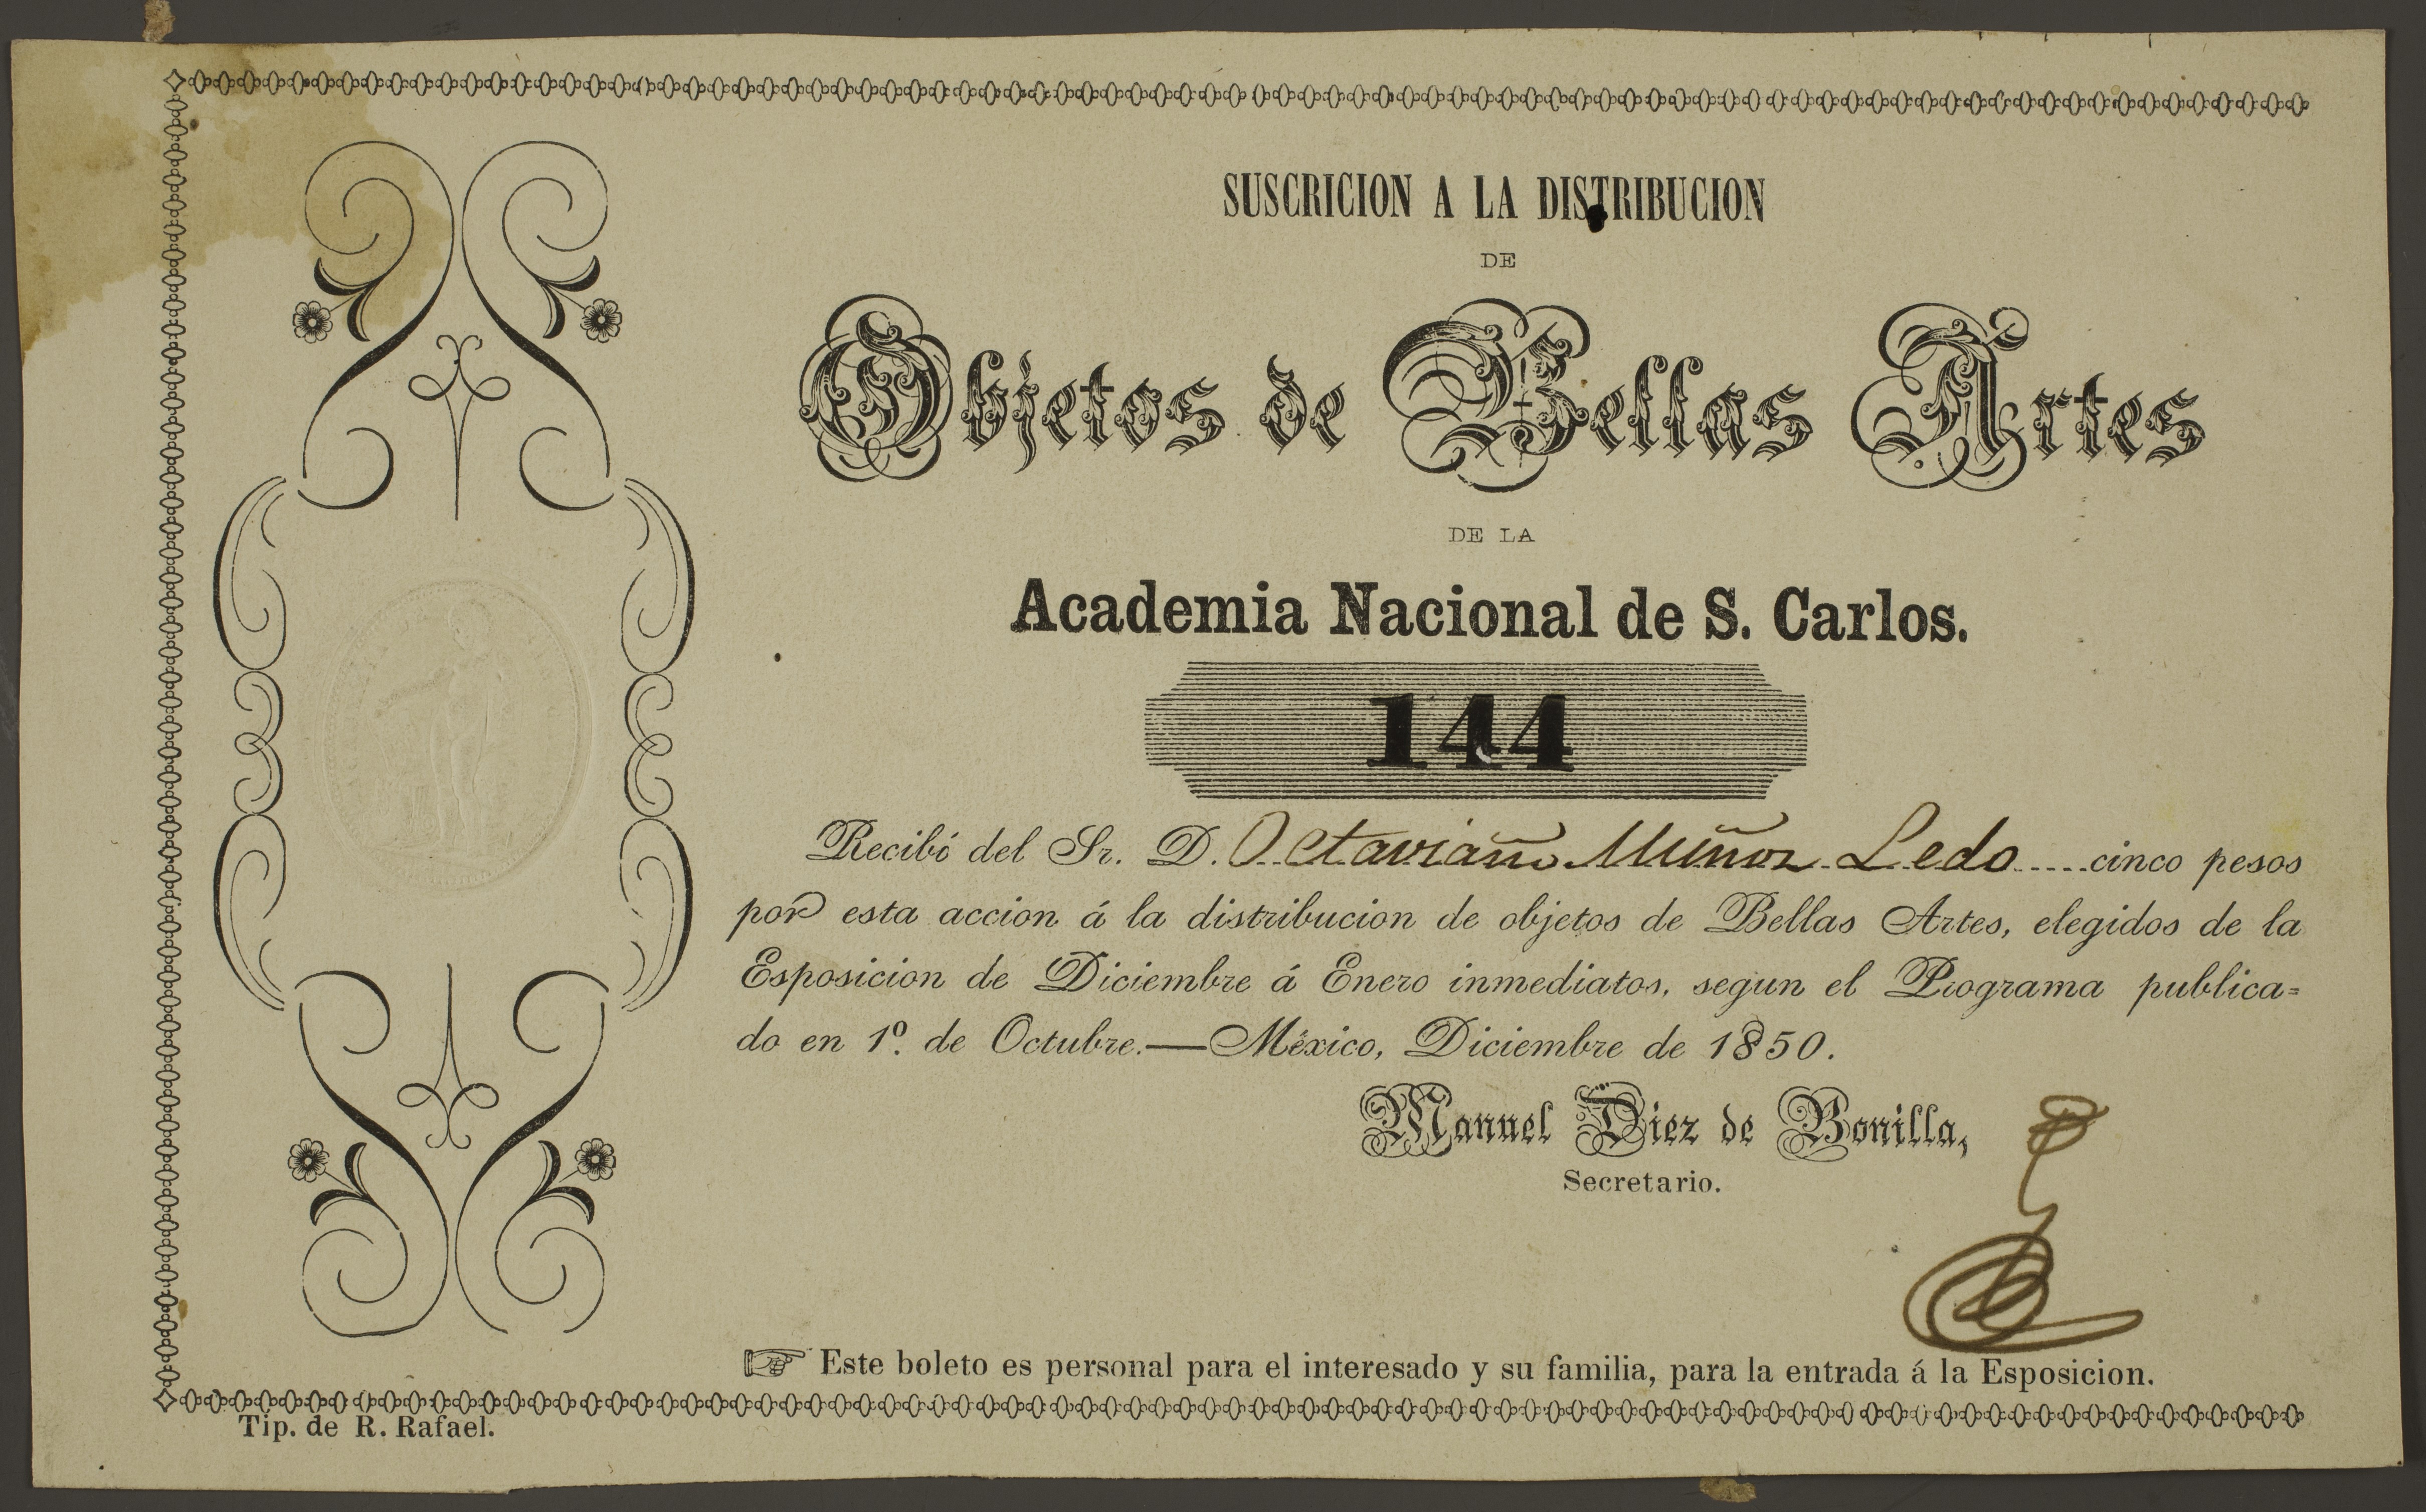 SUSCRICION A LA DISTRIBUCION
DE
Objetos de Bellas Artes
DE LA
Academia Nacional de S. Carlos.
144
Recibí del Sr. D. Octaviano Muñoz Ledo cinco pesos
por esta accion á la distribucion de objetos de Bellas Artes, elegidos de la
Esposicion de Diciembre á Enero inmediatos, segun el Programa publica=
do en 1º. de Octubre.—México, Diciembre de 1850.
Manuel Diez de Bonilla,
Secretario.
☞ Este boleto es personal para el interesado y su familia, para la entrada á la Esposicion.
Tip. de R. Rafael.